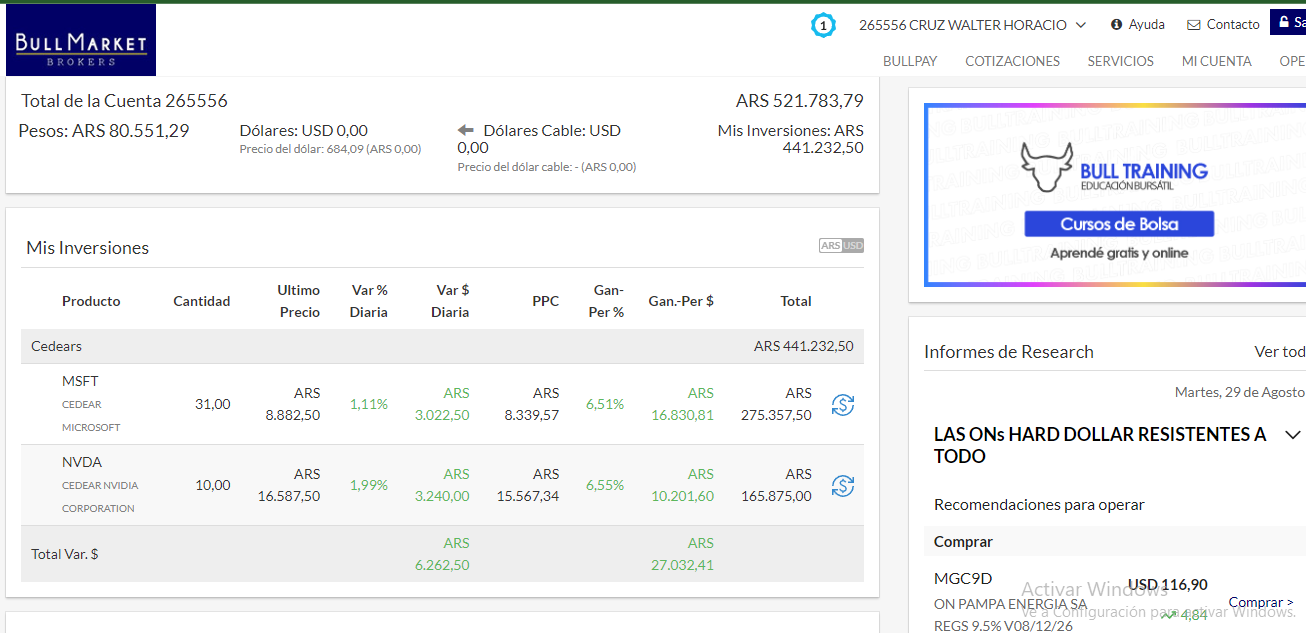 BULLMARKET
BROKERS
1
265556 CRUZ WALTER HORACIO
Ayuda
Contacto
BULLPAY COTIZACIONES SERVICIOS MI CUENTA
Total de la Cuenta 265556 ARS 521.783,79
Pesos: ARS 80.551,29
Dólares: USD 0,00
Precio del dólar: 684,09 (ARS 0,00)
Dólares Cable: USD
0,00
Precio del dólar cable: - (ARS 0,00)
Mis Inversiones: ARS
441.232,50
Mis Inversiones ARS USD
Producto Cantidad Ultimo Precio Var % Diaria Var $ Diaria PPC Gan-Per % Gan.-Per $ Total
Cedears ARS 441.232,50
MSFT
CEDEAR
MICROSOFT
31,00 ARS 8.882,50 1,11% ARS 3.022,50 ARS 8.339,57 6,51% ARS 16.830,81 ARS 275.357,50
NVDA
CEDEAR NVIDIA
CORPORATION
10,00 ARS 16.587,50 1,99% ARS 3.240,00 ARS 15.567,34 6,55% ARS 10.201,60 ARS 165.875,00
Total Var. $ ARS 6.262,50 ARS 27.032,41
BULL TRAINING
EDUCACIÓN BURSÁTIL
Cursos de Bolsa
Aprendé gratis y online
Informes de Research Ver tod
Martes, 29 de Agosto
LAS ONs HARD DOLLAR RESISTENTES A
TODO
Recomendaciones para operar
Comprar
MGC9D
ON PAMPA ENERGIA SA
REGS 9.5% V08/12/26
USD 116,90
4,84
Comprar >
Activar Windows
Ve a Configuración para activar Windows.